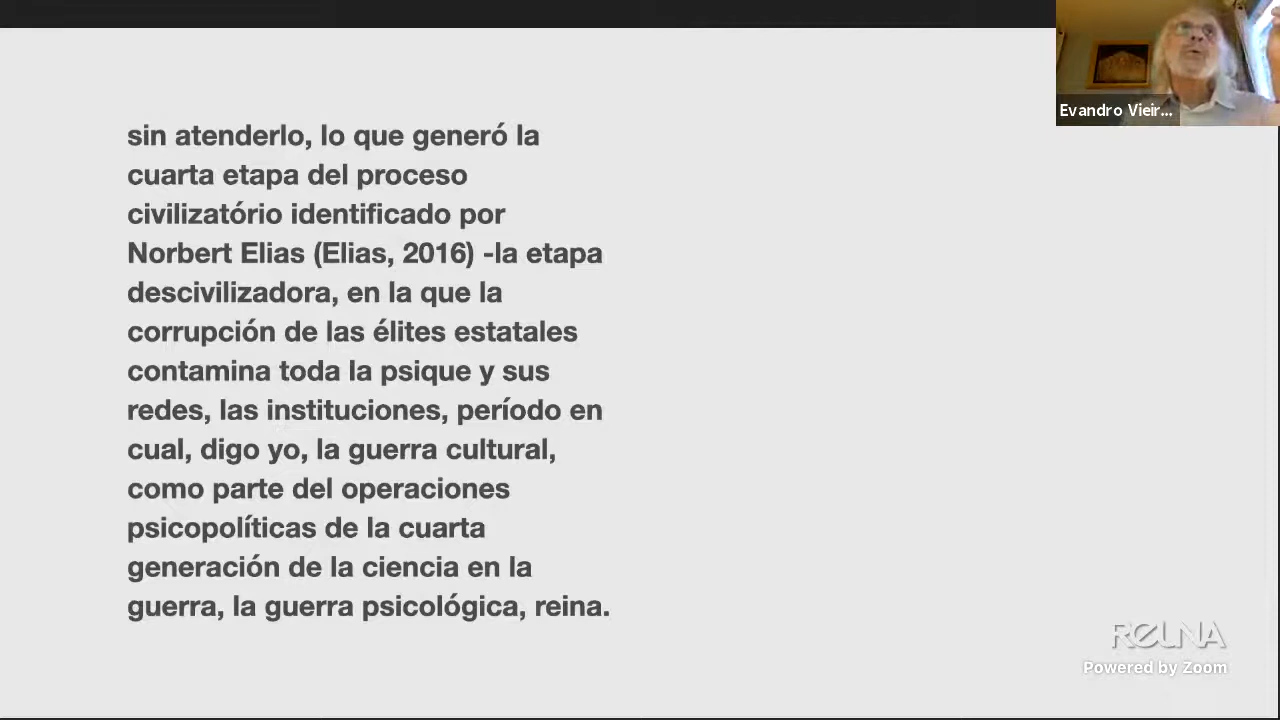 Evandro Vieir...
sin atenderlo, lo que generó la
cuarta etapa del proceso
civilizatório identificado por
Norbert Elias (Elias, 2016) -la etapa
descivilizadora, en la que la
corrupción de las élites estatales
contamina toda la psique y sus
redes, las instituciones, período en
cual, digo yo, la guerra cultural,
como parte del operaciones
psicopolíticas de la cuarta
generación de la ciencia en la
guerra, la guerra psicológica, reina.
REUNA
Powered by Zoom